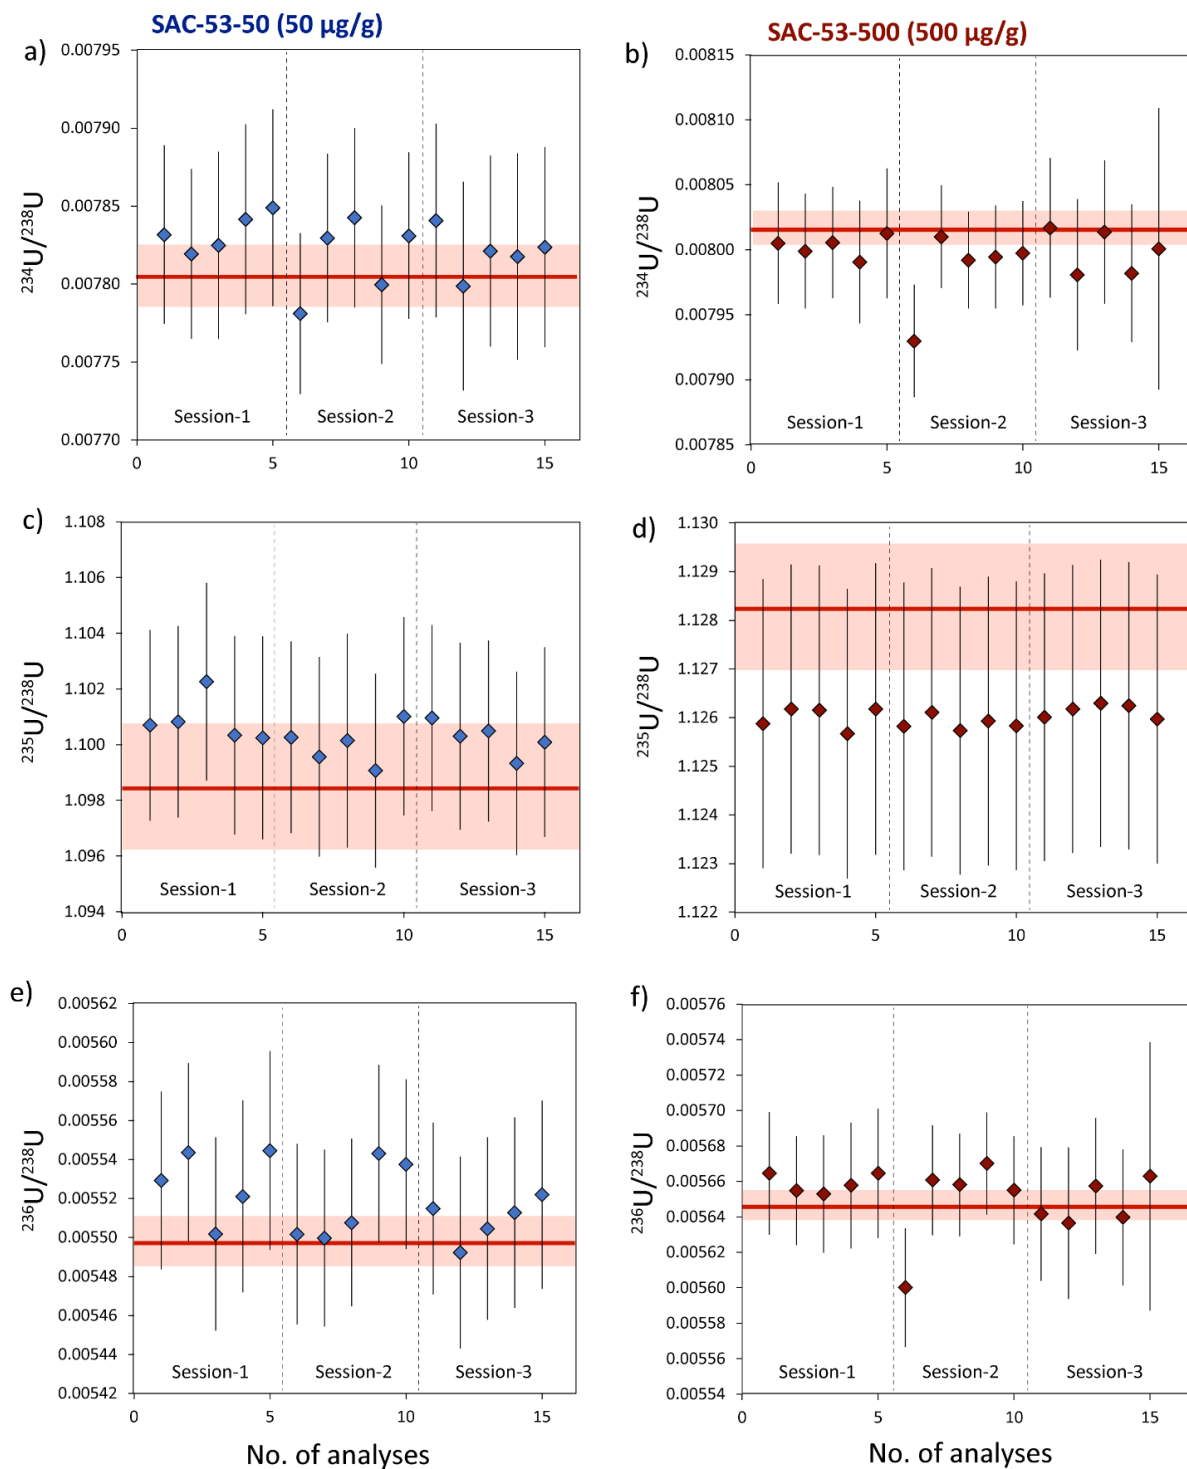 SAC-53-50 (50 µg/g)
SAC-53-500 (500 µg/g)
a)
0.00795
0.00790
0.00785
0.00780
0.00775
0.00770
234U/238U
Session-1
Session-2
Session-3
0
5
10
15
b)
0.00815
0.00810
0.00805
0.00800
0.00795
0.00790
0.00785
234U/238U
Session-1
Session-2
Session-3
0
5
10
15
c)
1.108
1.106
1.104
1.102
1.100
1.098
1.096
1.094
235U/238U
Session-1
Session-2
Session-3
0
5
10
15
d)
1.130
1.129
1.128
1.127
1.126
1.125
1.124
1.123
1.122
235U/238U
Session-1
Session-2
Session-3
0
5
10
15
e)
0.00562
0.00560
0.00558
0.00556
0.00554
0.00552
0.00550
0.00548
0.00546
0.00544
0.00542
236U/238U
Session-1
Session-2
Session-3
0
5
10
15
No. of analyses
f)
0.00576
0.00574
0.00572
0.00570
0.00568
0.00566
0.00564
0.00562
0.00560
0.00558
0.00556
0.00554
236U/238U
Session-1
Session-2
Session-3
0
5
10
15
No. of analyses